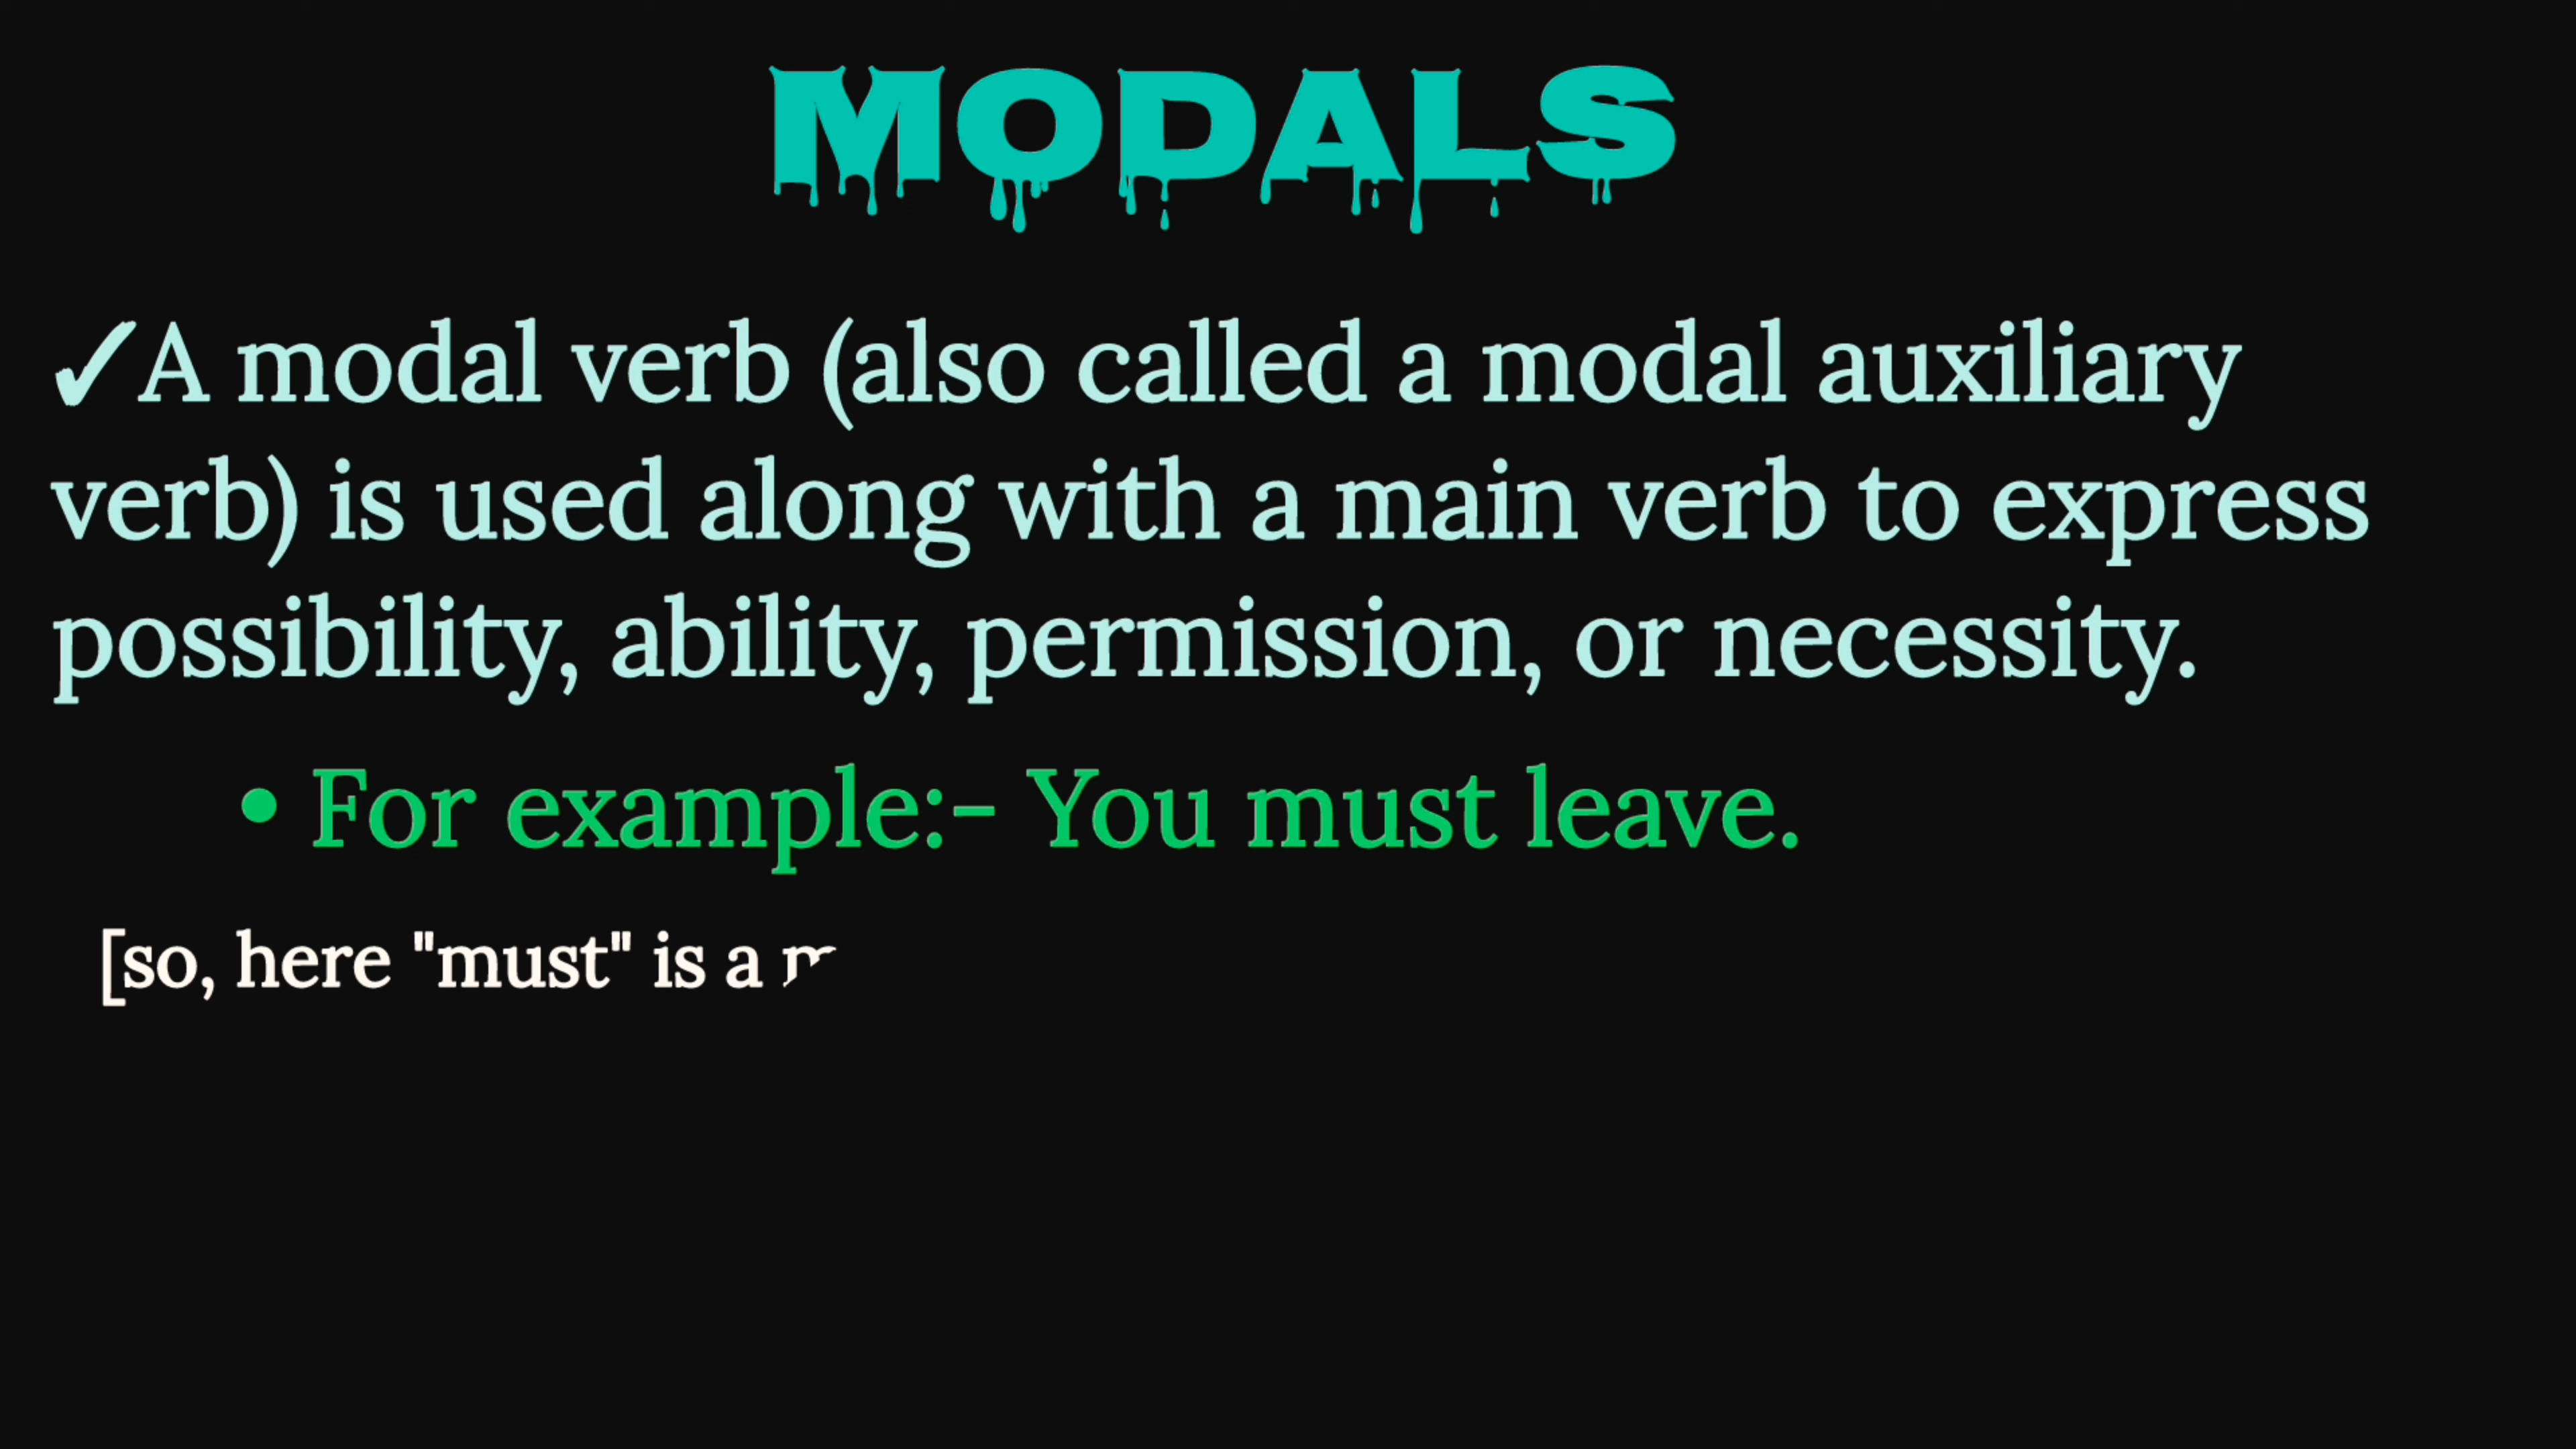 MODALS
✓A modal verb (also called a modal auxiliary
verb) is used along with a main verb to express
possibility, ability, permission, or necessity.
• For example:- You must leave.
[so, here "must" is a